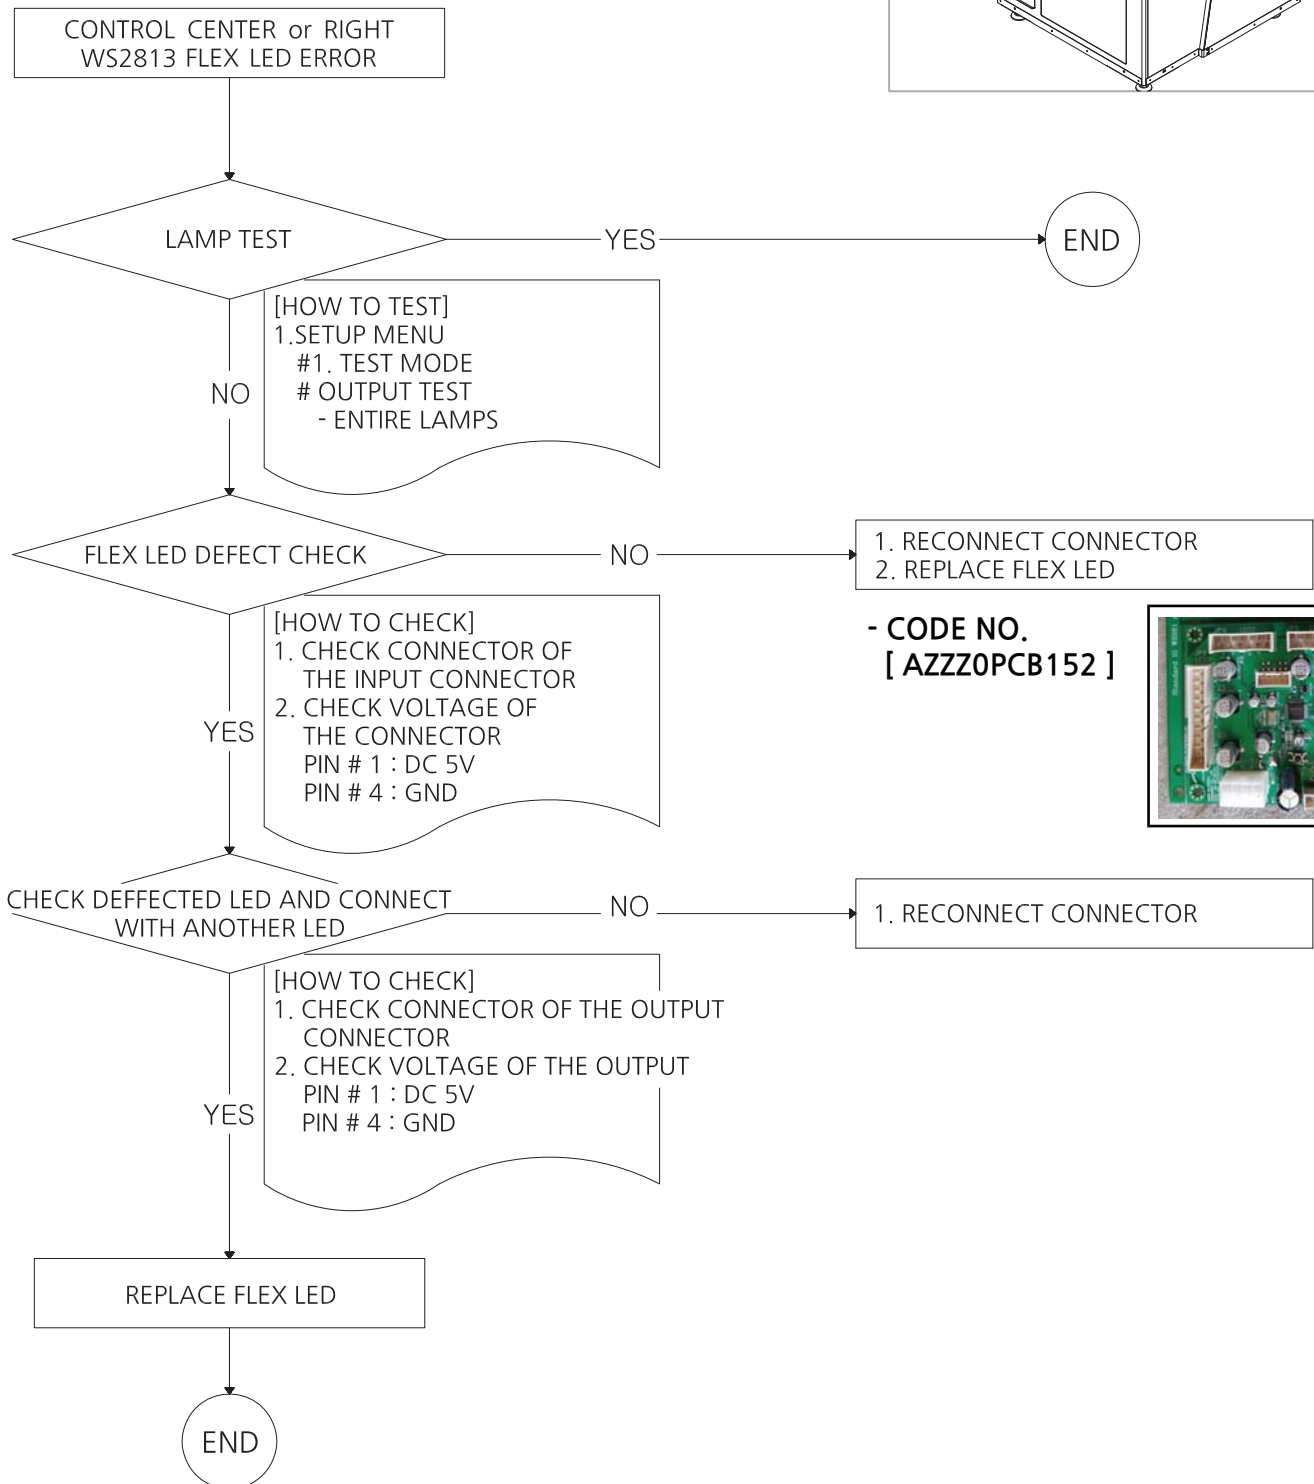 CONTROL CENTER or RIGHT
WS2813 FLEX LED ERROR
LAMP TEST
YES
END
[HOW TO TEST]
1.SETUP MENU
#1. TEST MODE
# OUTPUT TEST
- ENTIRE LAMPS
NO
FLEX LED DEFECT CHECK
NO
1. RECONNECT CONNECTOR
2. REPLACE FLEX LED
- CODE NO.
[ AZZZ0PCB152 ]
[HOW TO CHECK]
1. CHECK CONNECTOR OF
THE INPUT CONNECTOR
2. CHECK VOLTAGE OF
THE CONNECTOR
PIN # 1 : DC 5V
PIN # 4 : GND
YES
CHECK DEFFECTED LED AND CONNECT
WITH ANOTHER LED
NO
1. RECONNECT CONNECTOR
[HOW TO CHECK]
1. CHECK CONNECTOR OF THE OUTPUT
CONNECTOR
2. CHECK VOLTAGE OF THE OUTPUT
PIN # 1 : DC 5V
PIN # 4 : GND
YES
REPLACE FLEX LED
END